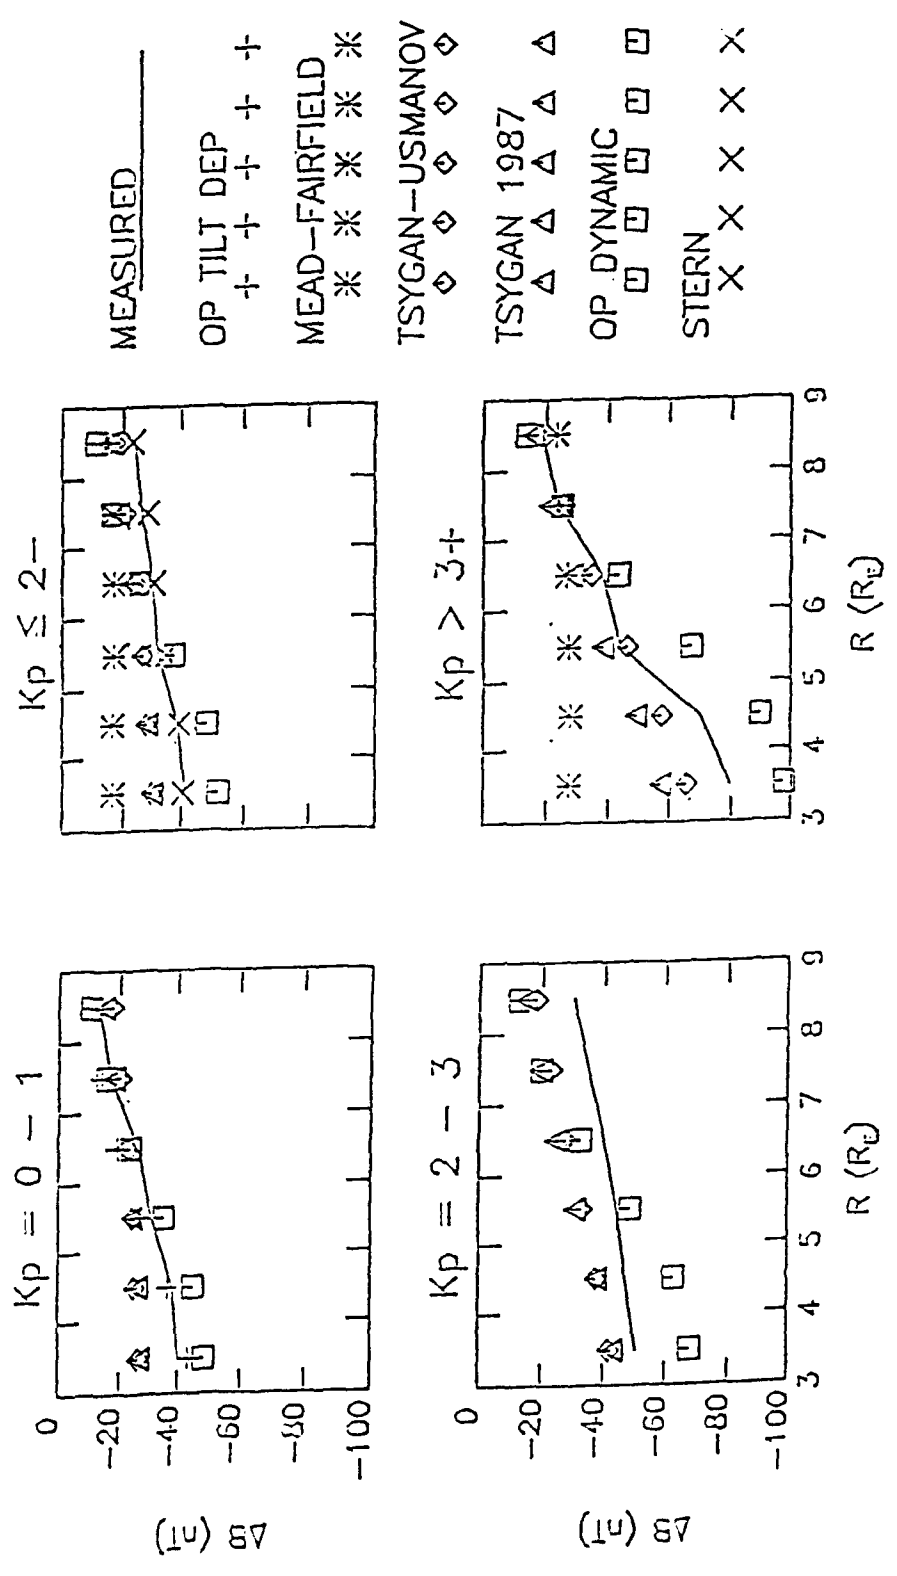 Kp = 0 - 1
Kp ≤ 2-
0
-20
-40
-60
-80
-100
ΔB (nT)
Kp = 2 - 3
Kp > 3+
0
-20
-40
-60
-80
-100
ΔB (nT)
3 4 5 6 7 8 9
R (RE)
3 4 5 6 7 8 9
R (RE)
MEASURED
OP TILT DEP
MEAD-FAIRFIELD
TSYGAN-USMANOV
TSYGAN 1987
OP DYNAMIC
STERN